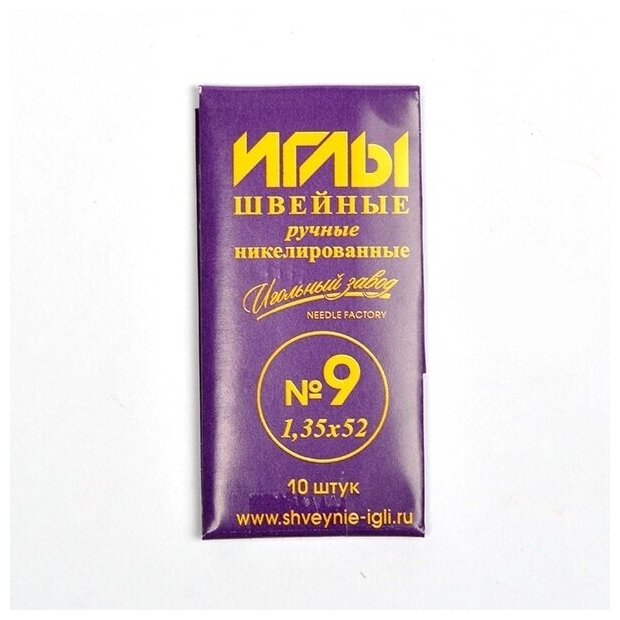 ИГЛЫ
ШВЕЙНЫЕ
ручные
никелированные
Игольный завод
NEEDLE FACTORY
№9
1,35x52
10 штук
www.shveynie-igli.ru